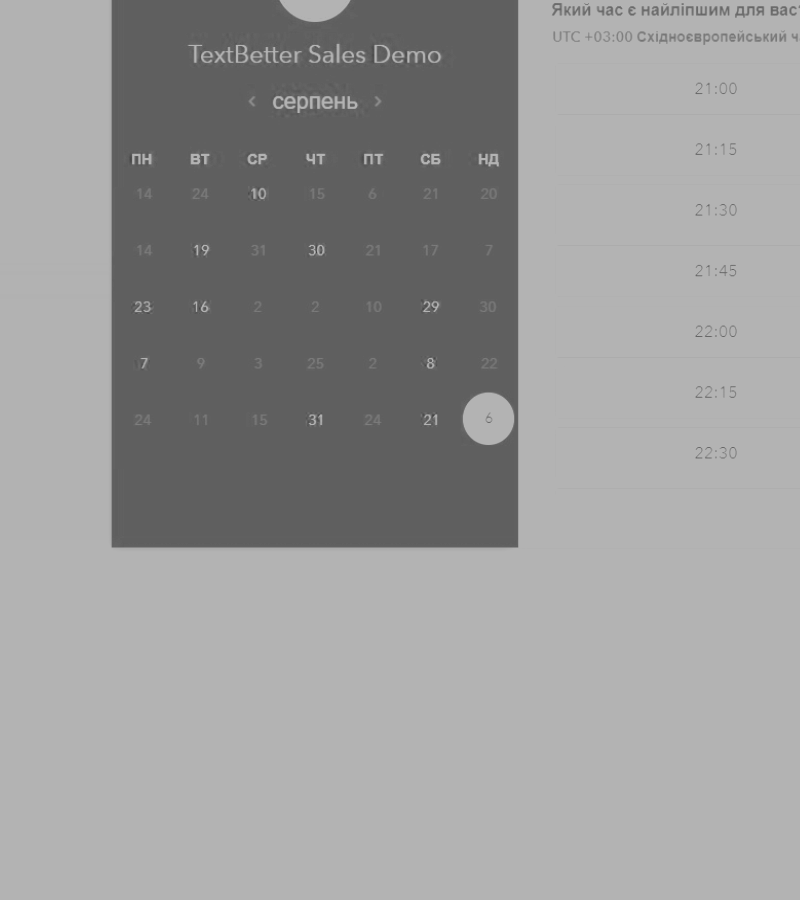 TextBetter Sales Demo
серпень
ПН ВТ СР ЧТ ПТ СБ НД
14 24 10 15 6 21 20
14 19 31 30 21 17 7
23 16 2 2 10 29 30
7 9 3 25 2 8 22
24 11 15 31 24 21 6
Який час є найліпшим для вас
UTC +03:00 Східноєвропейський ч
21:00
21:15
21:30
21:45
22:00
22:15
22:30